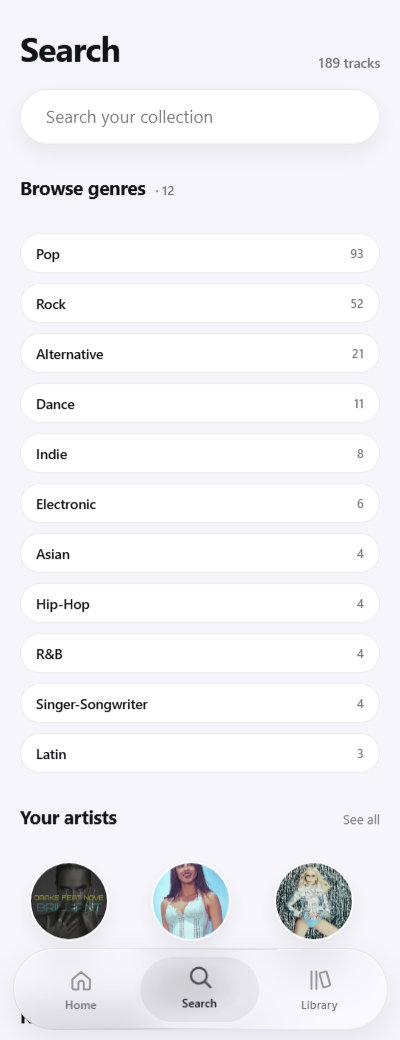 Search
189 tracks
Search your collection
Browse genres · 12
Pop 93
Rock 52
Alternative 21
Dance 11
Indie 8
Electronic 6
Asian 4
Hip-Hop 4
R&B 4
Singer-Songwriter 4
Latin 3
Your artists
See all
Home
Search
Library